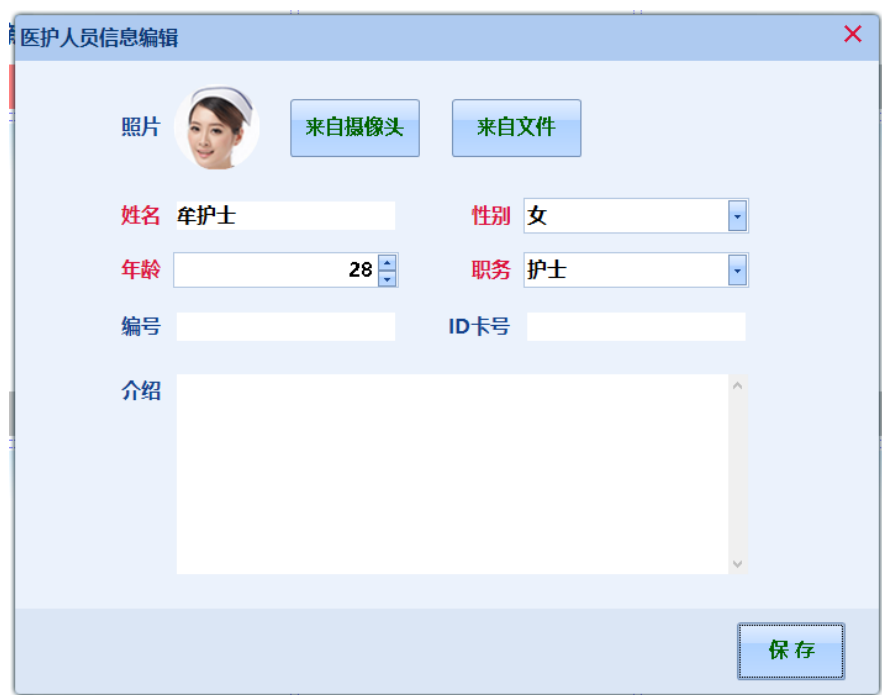 医护人员信息编辑
照片 来自摄像头 来自文件
姓名 牟护士 性别 女
年龄 28 职务 护士
编号 ID卡号
介绍
保存